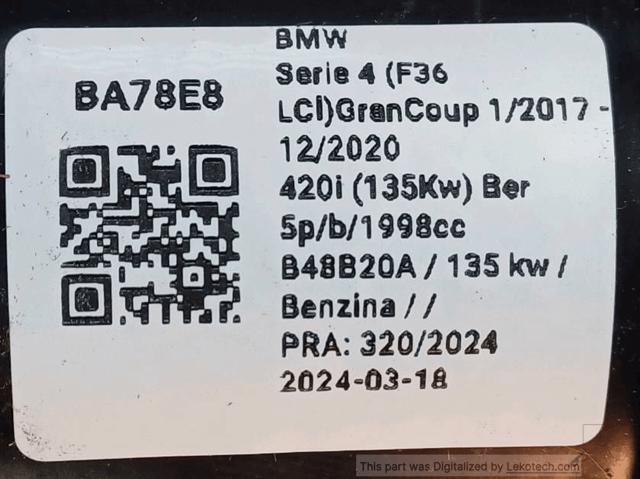 BA78E8
BMW
Serie 4 (F36
LCI)GranCoup 1/2017 -
12/2020
420i (135Kw) Ber
5p/b/1998cc
B48B20A / 135 kw /
Benzina / /
PRA: 320/2024
2024-03-18
This part was Digitalized by Lekotech.com